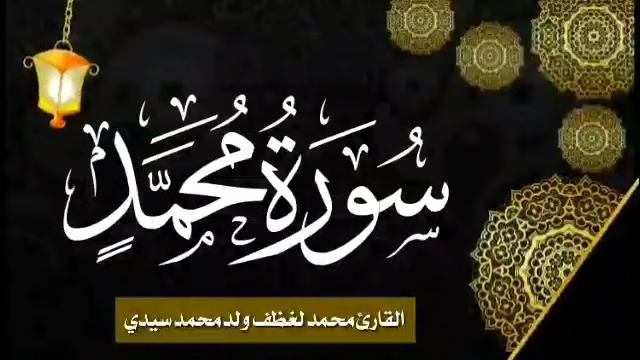 سُورَةُ مُحَمَّدٍ
القارئ محمد لغظف ولد محمد سيدي